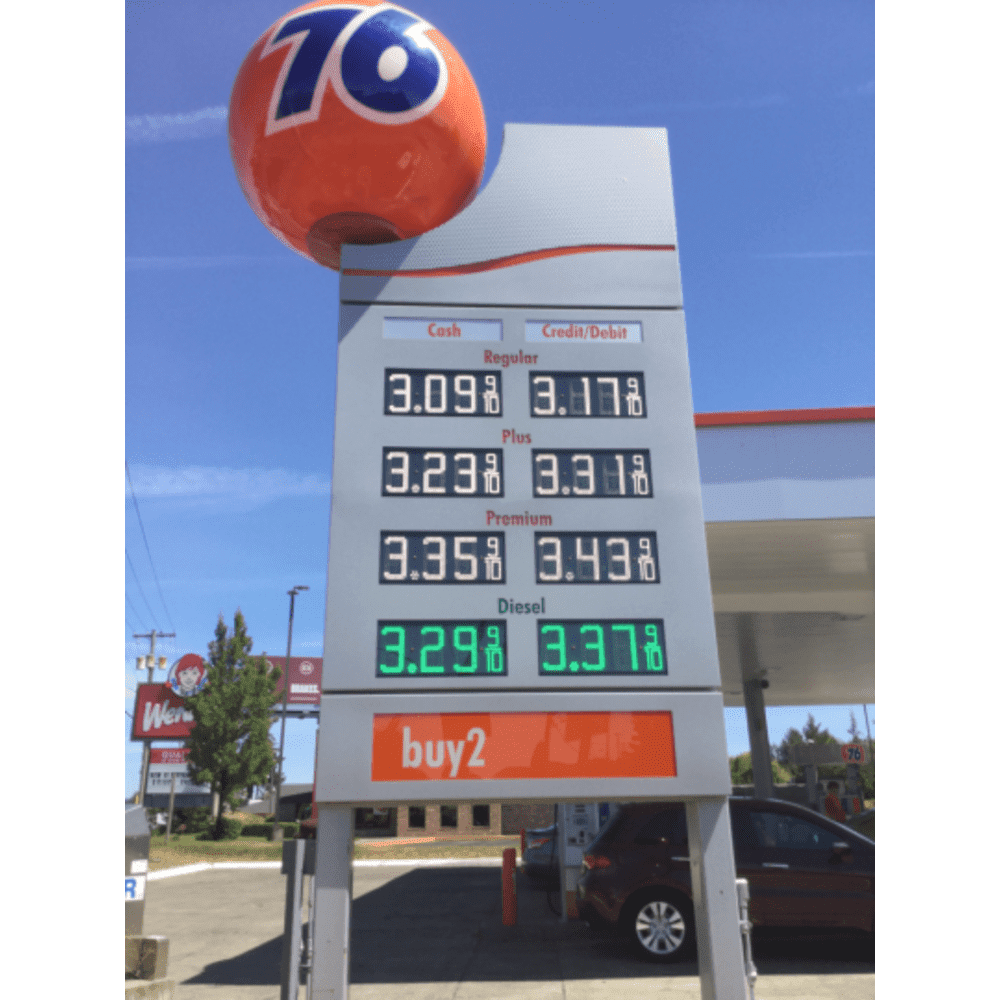 76
Cash Credit/Debit
Regular
3.09 9/10 3.17 9/10
Plus
3.23 9/10 3.31 9/10
Premium
3.35 9/10 3.43 9/10
Diesel
3.29 9/10 3.37 9/10
buy2
Wen
76
R